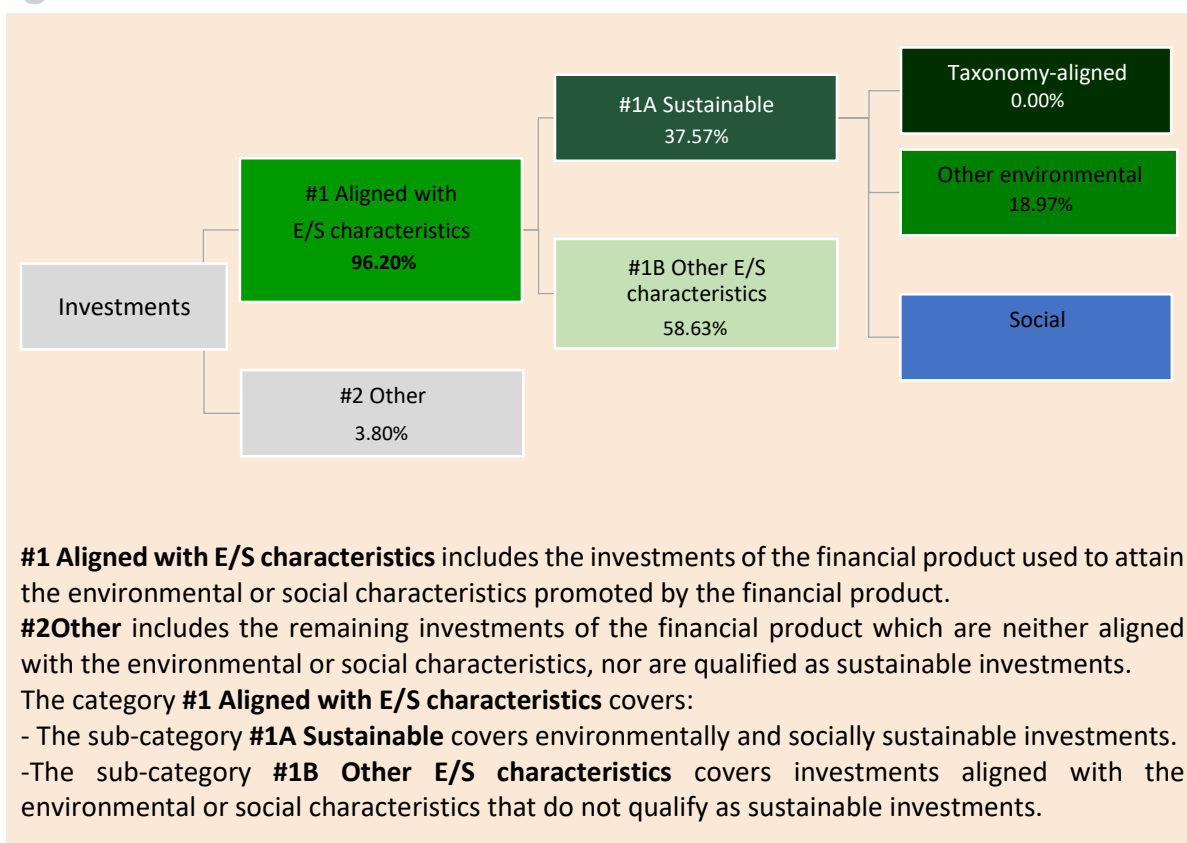 Taxonomy-aligned
0.00%
#1A Sustainable
37.57%
Other environmental
18.97%
#1 Aligned with
E/S characteristics
96.20%
#1B Other E/S
characteristics
58.63%
Investments
Social
#2 Other
3.80%
#1 Aligned with E/S characteristics includes the investments of the financial product used to attain
the environmental or social characteristics promoted by the financial product.
#2Other includes the remaining investments of the financial product which are neither aligned
with the environmental or social characteristics, nor are qualified as sustainable investments.
The category #1 Aligned with E/S characteristics covers:
- The sub-category #1A Sustainable covers environmentally and socially sustainable investments.
-The sub-category #1B Other E/S characteristics covers investments aligned with the
environmental or social characteristics that do not qualify as sustainable investments.